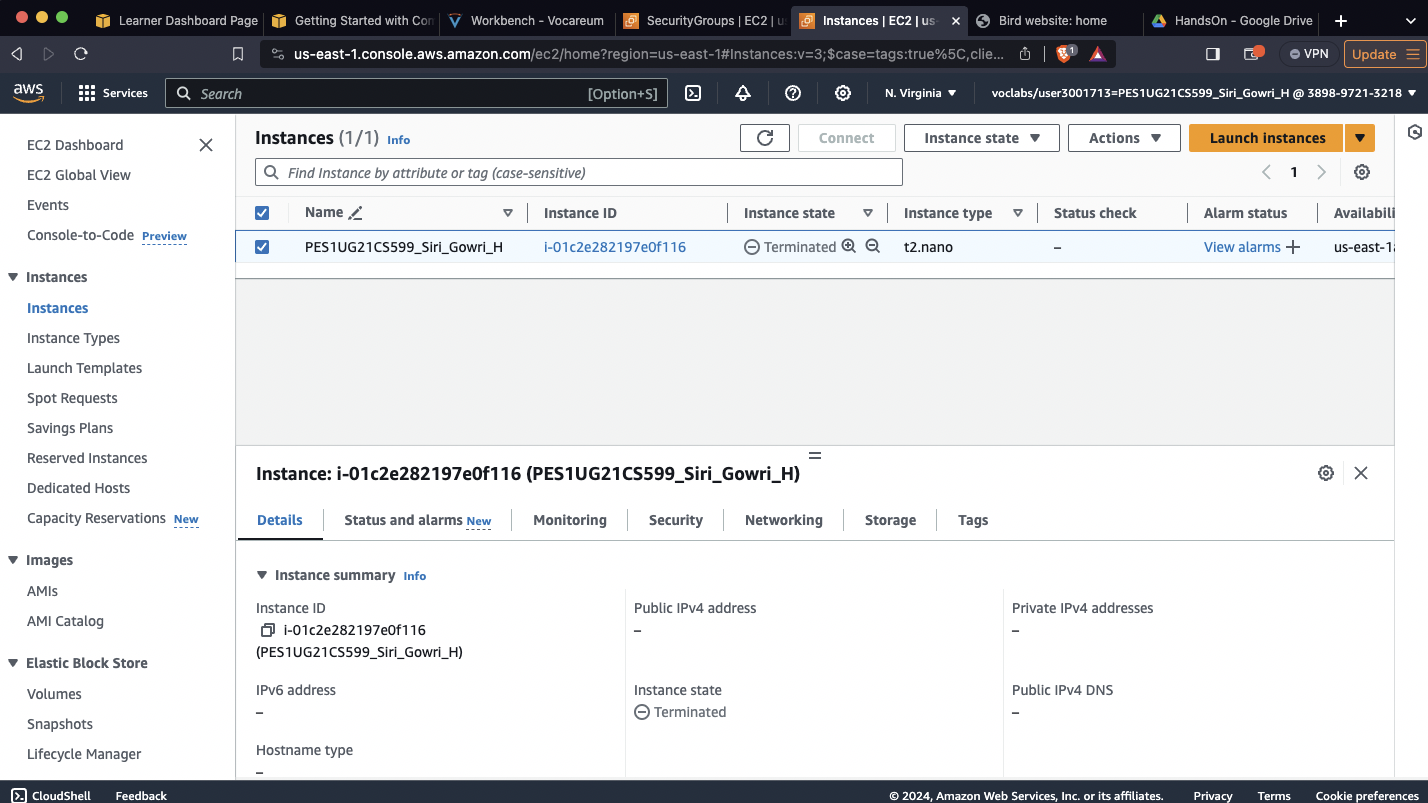 Learner Dashboard Page
Getting Started with Con
Workbench - Vocareum
SecurityGroups | EC2 | us
Instances | EC2 | us-
Bird website: home
HandsOn - Google Drive
us-east-1.console.aws.amazon.com/ec2/home?region=us-east-1#Instances:v=3;$case=tags:true%5C,clie...
1
VPN
Update
aws
Services
Search
[Option+S]
N. Virginia
voclabs/user3001713=PES1UG21CS599_Siri_Gowri_H @ 3898-9721-3218
EC2 Dashboard
EC2 Global View
Events
Console-to-Code Preview
Instances
Instances
Instance Types
Launch Templates
Spot Requests
Savings Plans
Reserved Instances
Dedicated Hosts
Capacity Reservations New
Images
AMIs
AMI Catalog
Elastic Block Store
Volumes
Snapshots
Lifecycle Manager
Instances (1/1) Info
Connect
Instance state
Actions
Launch instances
Find Instance by attribute or tag (case-sensitive)
1
Name
Instance ID
Instance state
Instance type
Status check
Alarm status
Availabili
PES1UG21CS599_Siri_Gowri_H
i-01c2e282197e0f116
Terminated
t2.nano
–
View alarms
us-east-1a
Instance: i-01c2e282197e0f116 (PES1UG21CS599_Siri_Gowri_H)
Details
Status and alarms New
Monitoring
Security
Networking
Storage
Tags
Instance summary Info
Instance ID
i-01c2e282197e0f116
(PES1UG21CS599_Siri_Gowri_H)
Public IPv4 address
–
Private IPv4 addresses
–
IPv6 address
–
Instance state
Terminated
Public IPv4 DNS
–
Hostname type
–
CloudShell
Feedback
© 2024, Amazon Web Services, Inc. or its affiliates.
Privacy
Terms
Cookie preferences